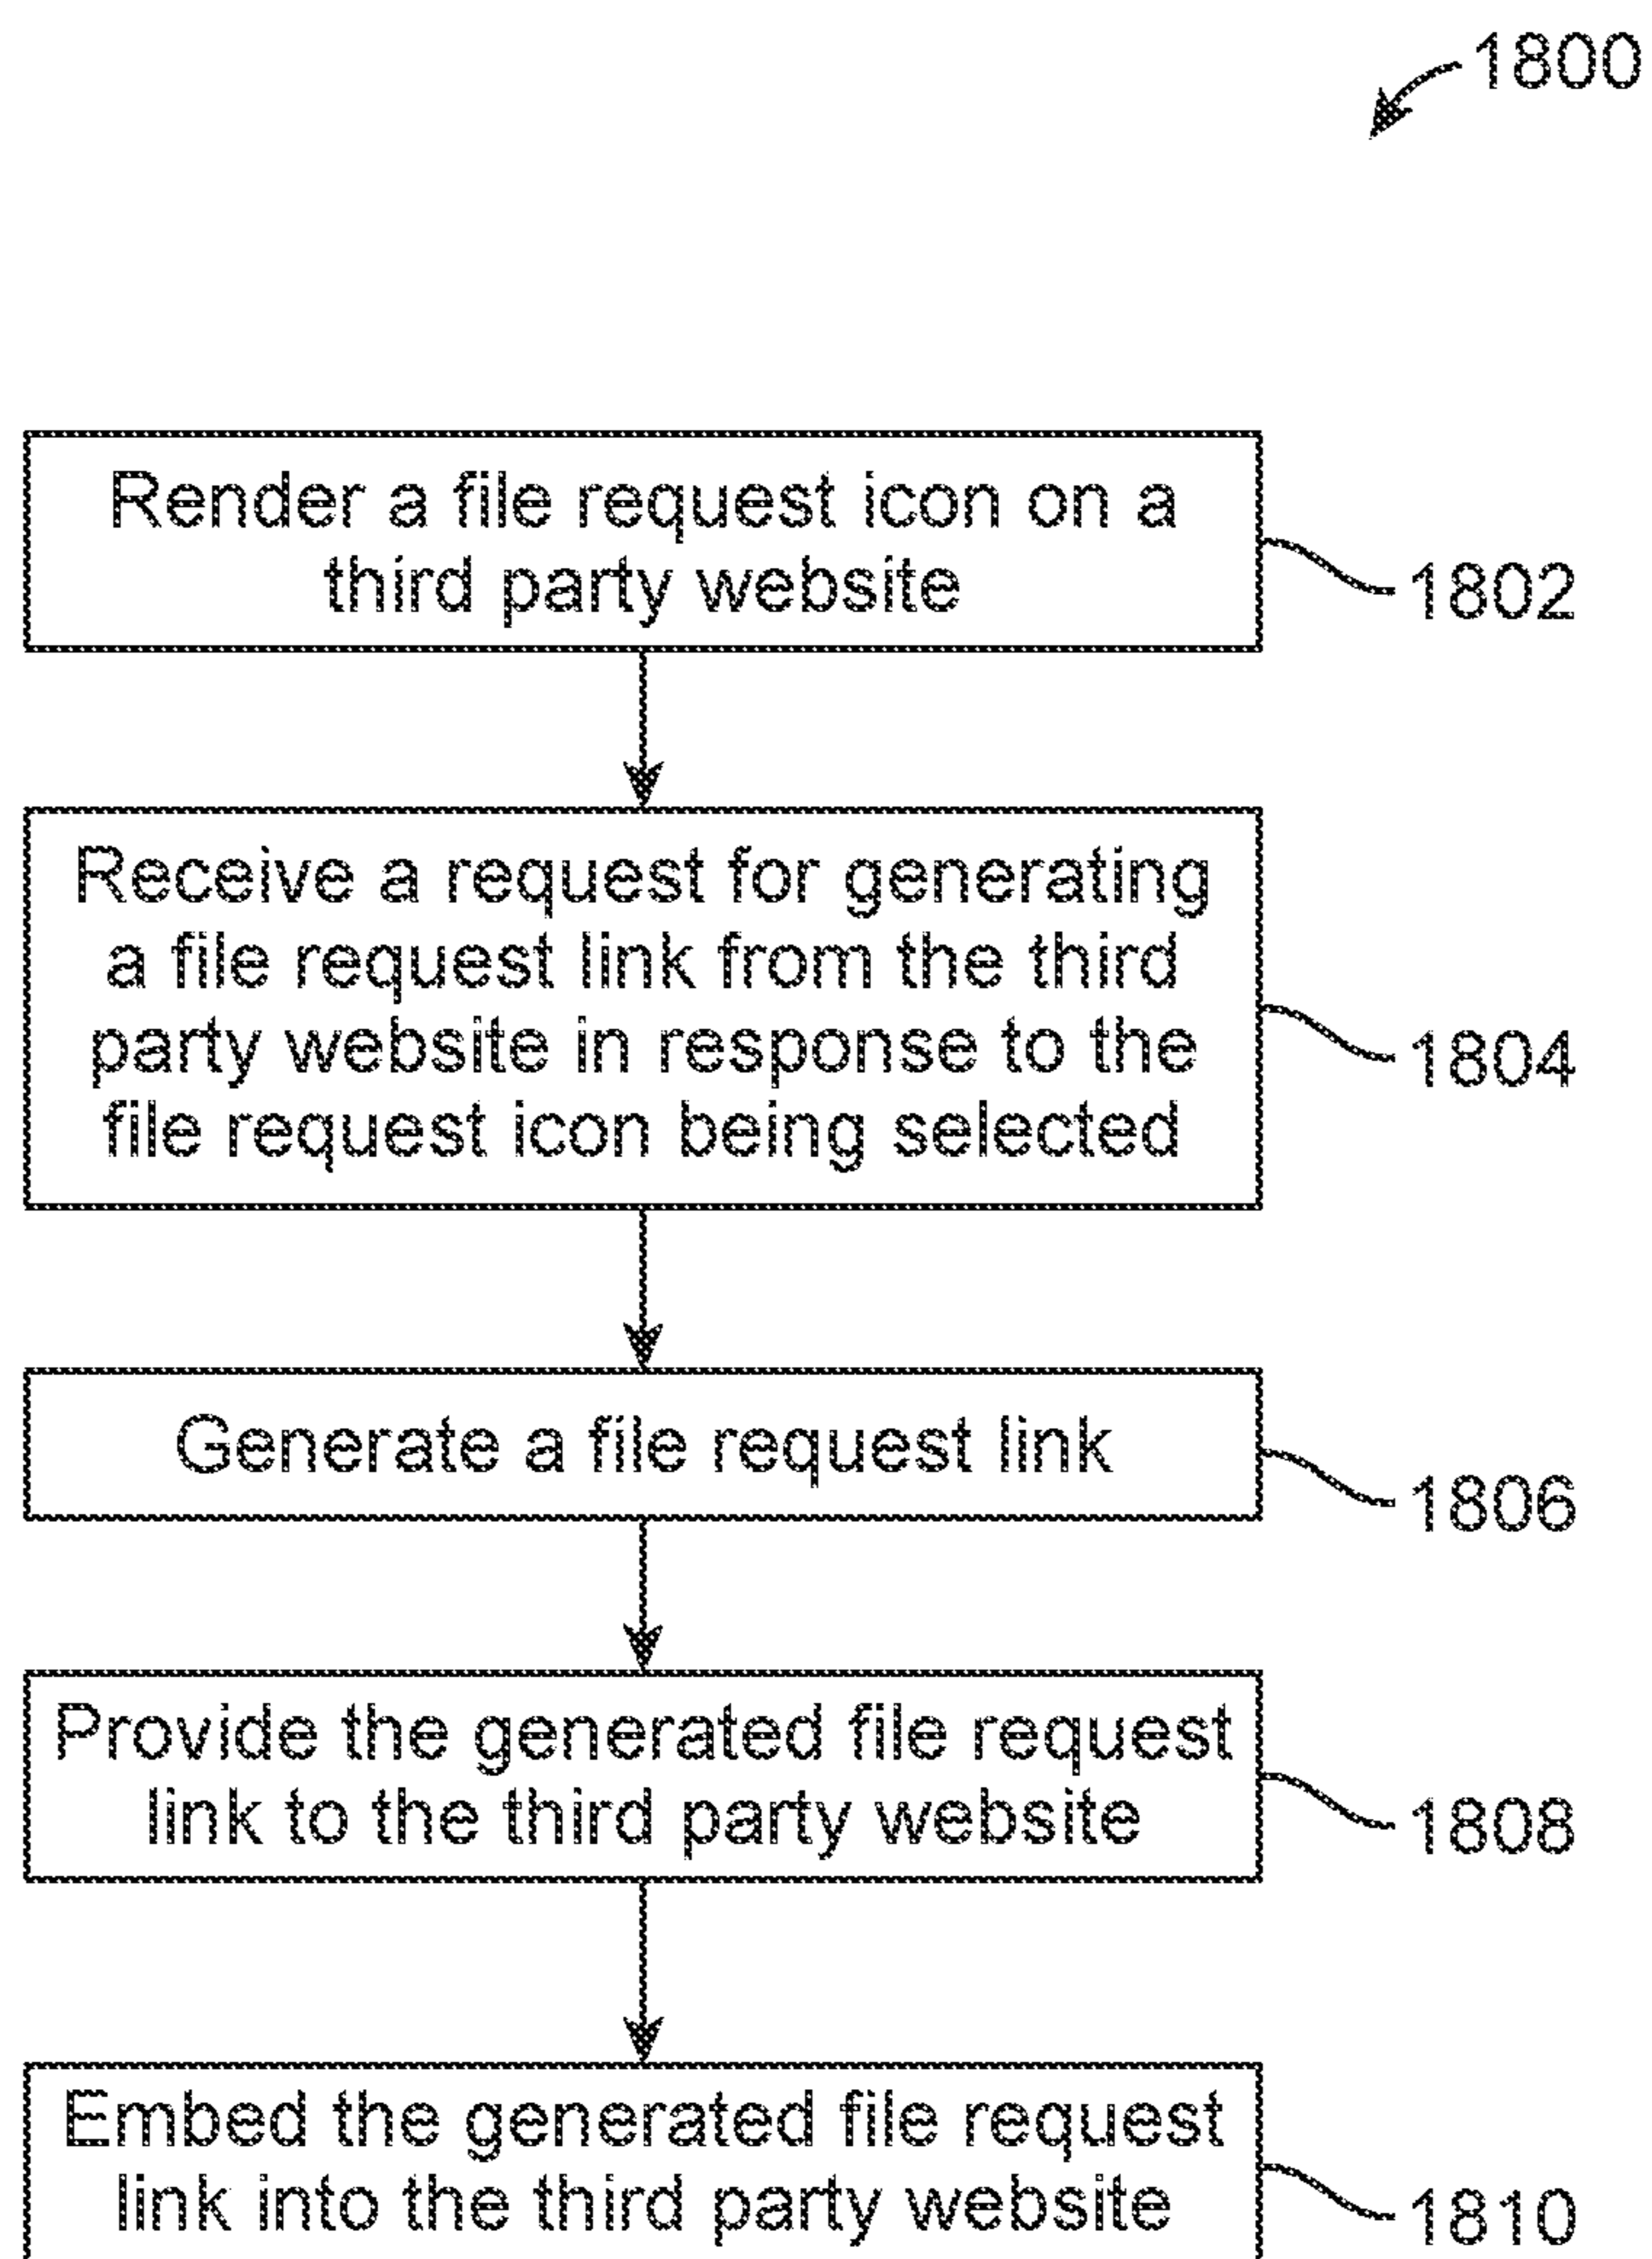 1800
Render a file request icon on a
third party website
1802
Receive a request for generating
a file request link from the third
party website in response to the
file request icon being selected
1804
Generate a file request link
1806
Provide the generated file request
link to the third party website
1808
Embed the generated file request
link into the third party website
1810